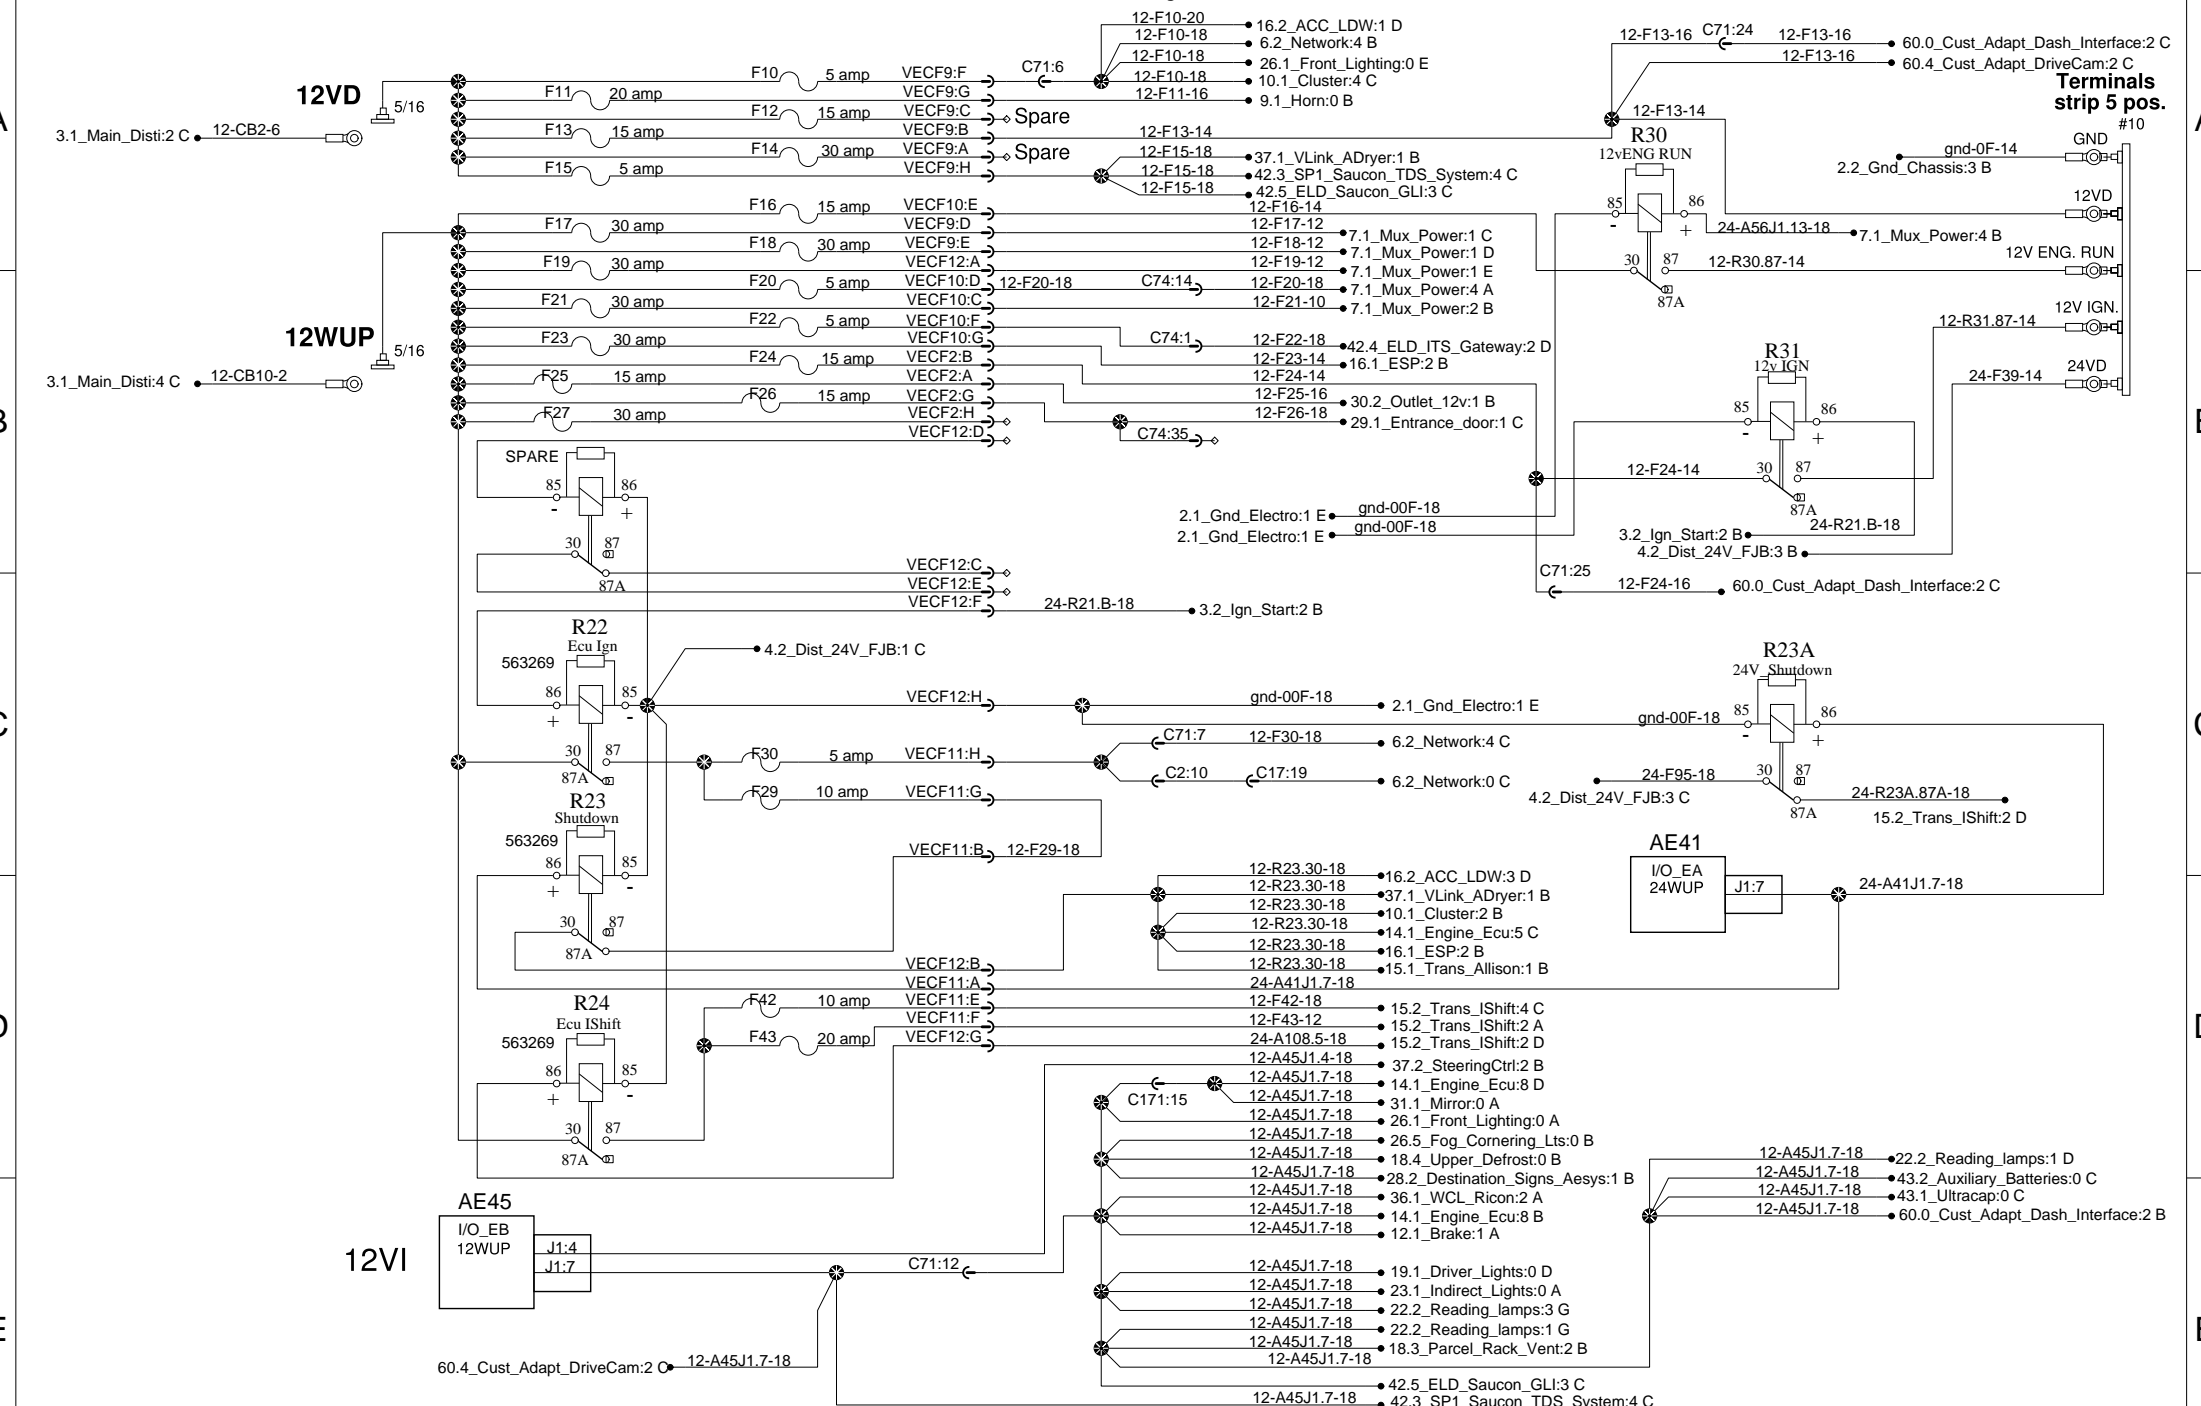 12-F10-20 16.2_ACC_LDW:1 D
12-F10-18 6.2_Network:4 B
12-F10-18 26.1_Front_Lighting:0 E
F10 5 amp VECF9:F C71:6 12-F10-18 10.1_Cluster:4 C
F11 20 amp VECF9:G 12-F11-16 9.1_Horn:0 B
F12 15 amp VECF9:C Spare
F13 15 amp VECF9:B 12-F13-14
F14 30 amp VECF9:A Spare
F15 5 amp VECF9:H
12-F15-18 37.1_VLink_ADryer:1 B
12-F15-18 42.3_SP1_Saucon_TDS_System:4 C
12-F15-18 42.5_ELD_Saucon_GLI:3 C
12VD 5/16
3.1_Main_Disti:2 C 12-CB2-6
12-F13-16 C71:24 12-F13-16 60.0_Cust_Adapt_Dash_Interface:2 C
12-F13-16 60.4_Cust_Adapt_DriveCam:2 C
Terminals
strip 5 pos.
#10
12-F13-14
R30
12vENG RUN
85 86
- +
30 87
87A
24-A56J1.13-18 7.1_Mux_Power:4 B
gnd-0F-14 GND
2.2_Gnd_Chassis:3 B
12VD
12-R30.87-14 12V ENG. RUN
12-R31.87-14 12V IGN.
24-F39-14 24VD
F16 15 amp VECF10:E 12-F16-14
F17 30 amp VECF9:D 12-F17-12 7.1_Mux_Power:1 C
F18 30 amp VECF9:E 12-F18-12 7.1_Mux_Power:1 D
F19 30 amp VECF12:A 12-F19-12 7.1_Mux_Power:1 E
F20 5 amp VECF10:D 12-F20-18 C74:14 12-F20-18 7.1_Mux_Power:4 A
F21 30 amp VECF10:C 12-F21-10 7.1_Mux_Power:2 B
F22 5 amp VECF10:F C74:1 12-F22-18 42.4_ELD_ITS_Gateway:2 D
F23 30 amp VECF10:G 12-F23-14 16.1_ESP:2 B
F24 15 amp VECF2:B 12-F24-14
F25 15 amp VECF2:A 12-F25-16 30.2_Outlet_12v:1 B
F26 15 amp VECF2:G 12-F26-18 29.1_Entrance_door:1 C
F27 30 amp VECF2:H
VECF12:D C74:35
12WUP 5/16
3.1_Main_Disti:4 C 12-CB10-2
R31
12v IGN
85 86
- +
12-F24-14 30 87
87A
2.1_Gnd_Electro:1 E gnd-00F-18
2.1_Gnd_Electro:1 E gnd-00F-18
24-R21.B-18
3.2_Ign_Start:2 B
4.2_Dist_24V_FJB:3 B
C71:25 12-F24-16 60.0_Cust_Adapt_Dash_Interface:2 C
SPARE
85 86
- +
30 87
87A
VECF12:C
VECF12:E
VECF12:F 24-R21.B-18 3.2_Ign_Start:2 B
R22
Ecu Ign
563269
86 85
+ -
30 87
87A
4.2_Dist_24V_FJB:1 C
VECF12:H gnd-00F-18 2.1_Gnd_Electro:1 E
F30 5 amp VECF11:H C71:7 12-F30-18 6.2_Network:4 C
C2:10 C17:19 6.2_Network:0 C
F29 10 amp VECF11:G
VECF11:B 12-F29-18
R23A
24V_Shutdown
gnd-00F-18 85 86
- +
24-F95-18 30 87
87A
4.2_Dist_24V_FJB:3 C
24-R23A.87A-18
15.2_Trans_IShift:2 D
R23
Shutdown
563269
86 85
+ -
30 87
87A
AE41
I/O_EA
24WUP
J1:7 24-A41J1.7-18
12-R23.30-18 16.2_ACC_LDW:3 D
12-R23.30-18 37.1_VLink_ADryer:1 B
12-R23.30-18 10.1_Cluster:2 B
12-R23.30-18 14.1_Engine_Ecu:5 C
12-R23.30-18 16.1_ESP:2 B
VECF12:B 12-R23.30-18 15.1_Trans_Allison:1 B
VECF11:A 24-A41J1.7-18
R24
Ecu IShift
563269
86 85
+ -
30 87
87A
F42 10 amp VECF11:E 12-F42-18 15.2_Trans_IShift:4 C
VECF11:F 12-F43-12 15.2_Trans_IShift:2 A
F43 20 amp VECF12:G 24-A108.5-18 15.2_Trans_IShift:2 D
12-A45J1.4-18 37.2_SteeringCtrl:2 B
12-A45J1.7-18 14.1_Engine_Ecu:8 D
C171:15 12-A45J1.7-18 31.1_Mirror:0 A
12-A45J1.7-18 26.1_Front_Lighting:0 A
12-A45J1.7-18 26.5_Fog_Cornering_Lts:0 B
12-A45J1.7-18 18.4_Upper_Defrost:0 B
12-A45J1.7-18 28.2_Destination_Signs_Aesys:1 B
12-A45J1.7-18 36.1_WCL_Ricon:2 A
12-A45J1.7-18 14.1_Engine_Ecu:8 B
12-A45J1.7-18 12.1_Brake:1 A
12-A45J1.7-18 19.1_Driver_Lights:0 D
12-A45J1.7-18 23.1_Indirect_Lights:0 A
12-A45J1.7-18 22.2_Reading_lamps:3 G
12-A45J1.7-18 22.2_Reading_lamps:1 G
12-A45J1.7-18 18.3_Parcel_Rack_Vent:2 B
12-A45J1.7-18
42.5_ELD_Saucon_GLI:3 C
12-A45J1.7-18 42.3_SP1_Saucon_TDS_System:4 C
12-A45J1.7-18 22.2_Reading_lamps:1 D
12-A45J1.7-18 43.2_Auxiliary_Batteries:0 C
12-A45J1.7-18 43.1_Ultracap:0 C
12-A45J1.7-18 60.0_Cust_Adapt_Dash_Interface:2 B
12VI
AE45
I/O_EB
12WUP
J1:4
J1:7
C71:12
60.4_Cust_Adapt_DriveCam:2 C 12-A45J1.7-18